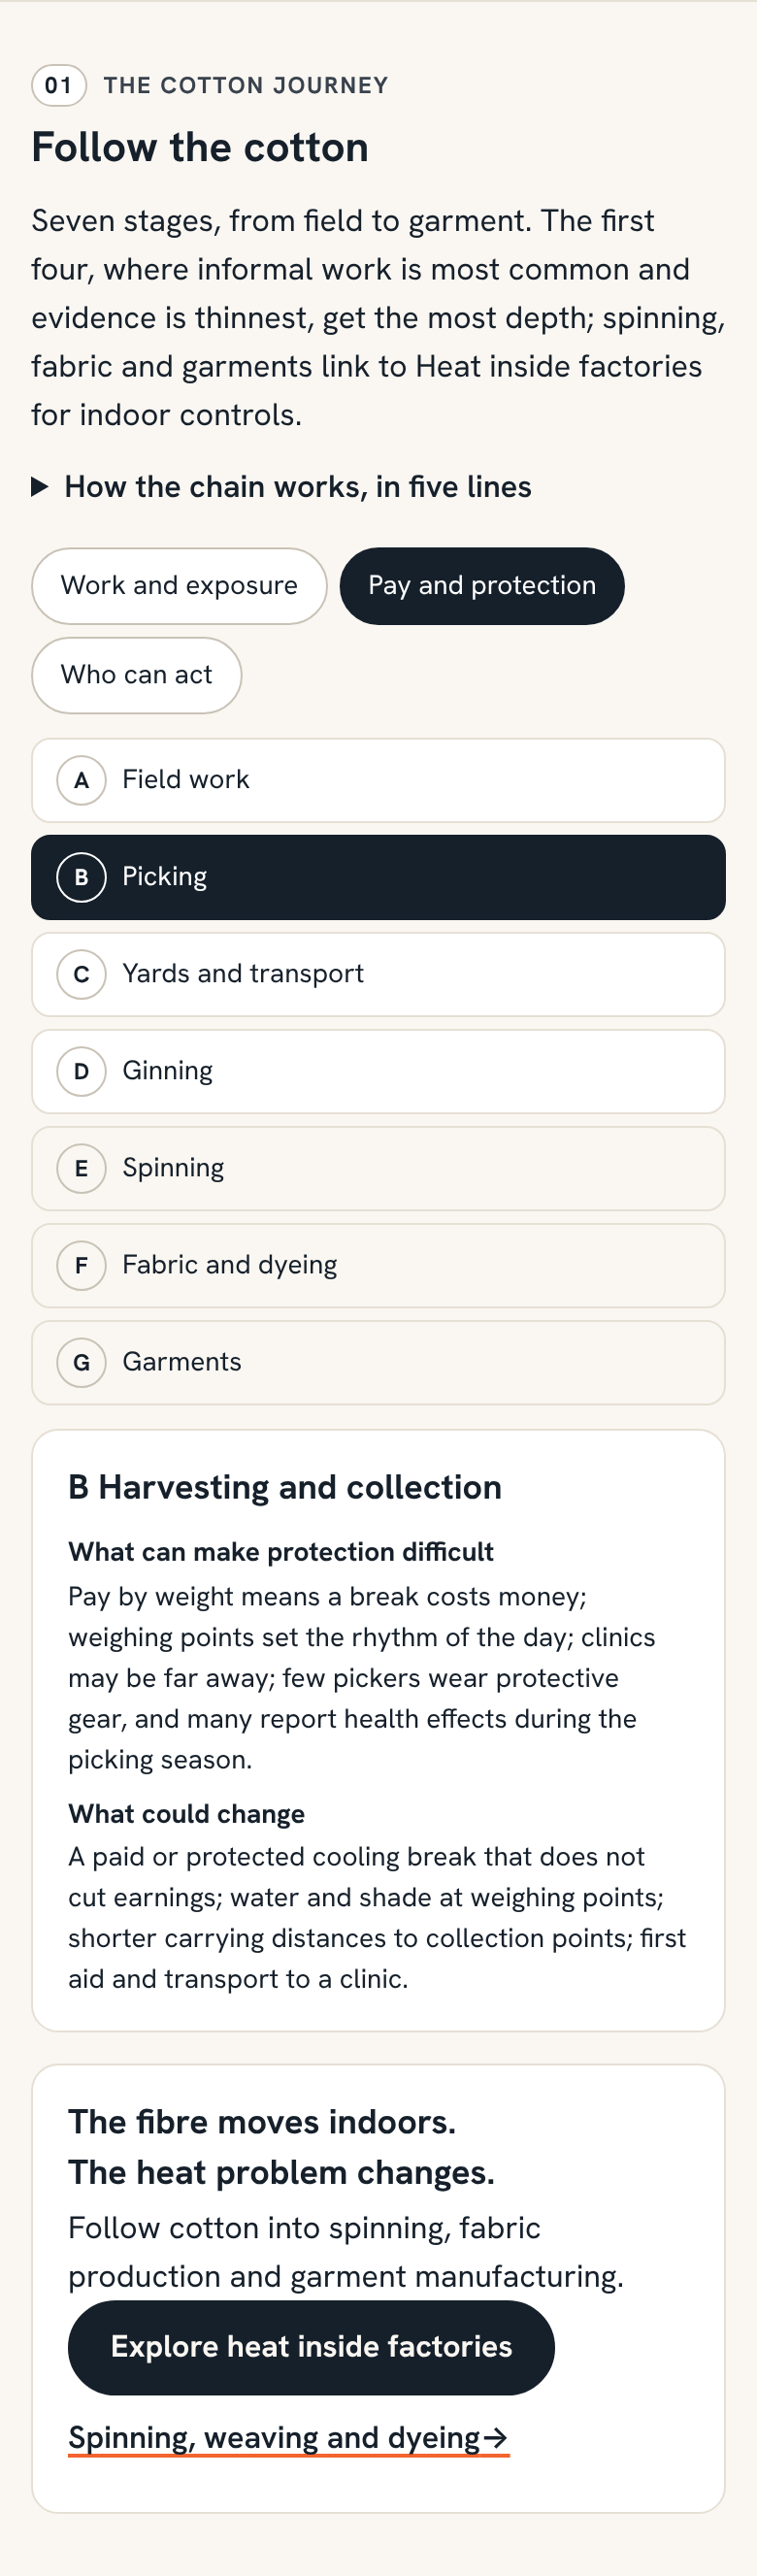 01 THE COTTON JOURNEY
Follow the cotton
Seven stages, from field to garment. The first
four, where informal work is most common and
evidence is thinnest, get the most depth; spinning,
fabric and garments link to Heat inside factories
for indoor controls.
▶ How the chain works, in five lines
Work and exposure Pay and protection
Who can act
A Field work
B Picking
C Yards and transport
D Ginning
E Spinning
F Fabric and dyeing
G Garments
B Harvesting and collection
What can make protection difficult
Pay by weight means a break costs money;
weighing points set the rhythm of the day; clinics
may be far away; few pickers wear protective
gear, and many report health effects during the
picking season.
What could change
A paid or protected cooling break that does not
cut earnings; water and shade at weighing points;
shorter carrying distances to collection points; first
aid and transport to a clinic.
The fibre moves indoors.
The heat problem changes.
Follow cotton into spinning, fabric
production and garment manufacturing.
Explore heat inside factories
Spinning, weaving and dyeing→